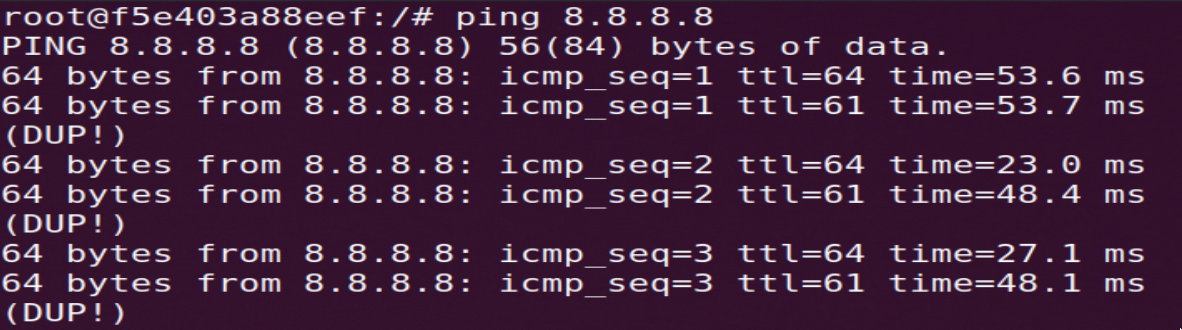 root@f5e403a88eef:/# ping 8.8.8.8
PING 8.8.8.8 (8.8.8.8) 56(84) bytes of data.
64 bytes from 8.8.8.8: icmp_seq=1 ttl=64 time=53.6 ms
64 bytes from 8.8.8.8: icmp_seq=1 ttl=61 time=53.7 ms
(DUP!)
64 bytes from 8.8.8.8: icmp_seq=2 ttl=64 time=23.0 ms
64 bytes from 8.8.8.8: icmp_seq=2 ttl=61 time=48.4 ms
(DUP!)
64 bytes from 8.8.8.8: icmp_seq=3 ttl=64 time=27.1 ms
64 bytes from 8.8.8.8: icmp_seq=3 ttl=61 time=48.1 ms
(DUP!)